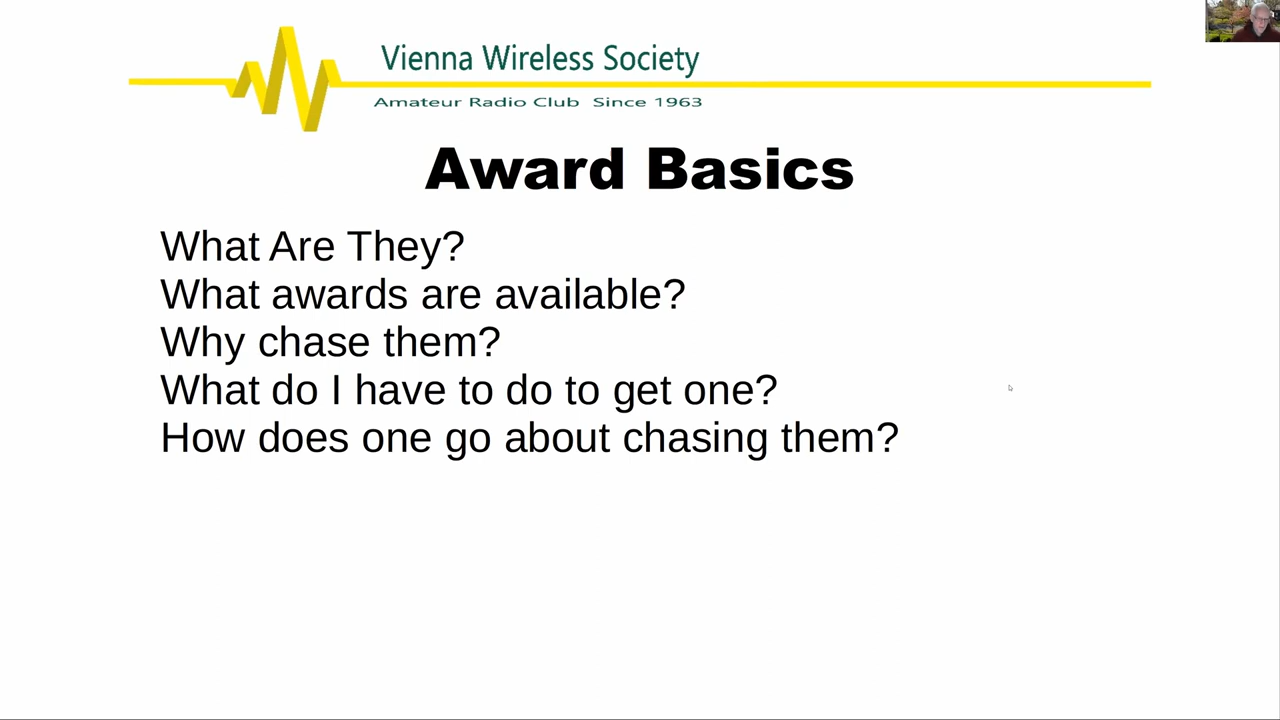 Vienna Wireless Society
Amateur Radio Club Since 1963
Award Basics
What Are They?
What awards are available?
Why chase them?
What do I have to do to get one?
How does one go about chasing them?